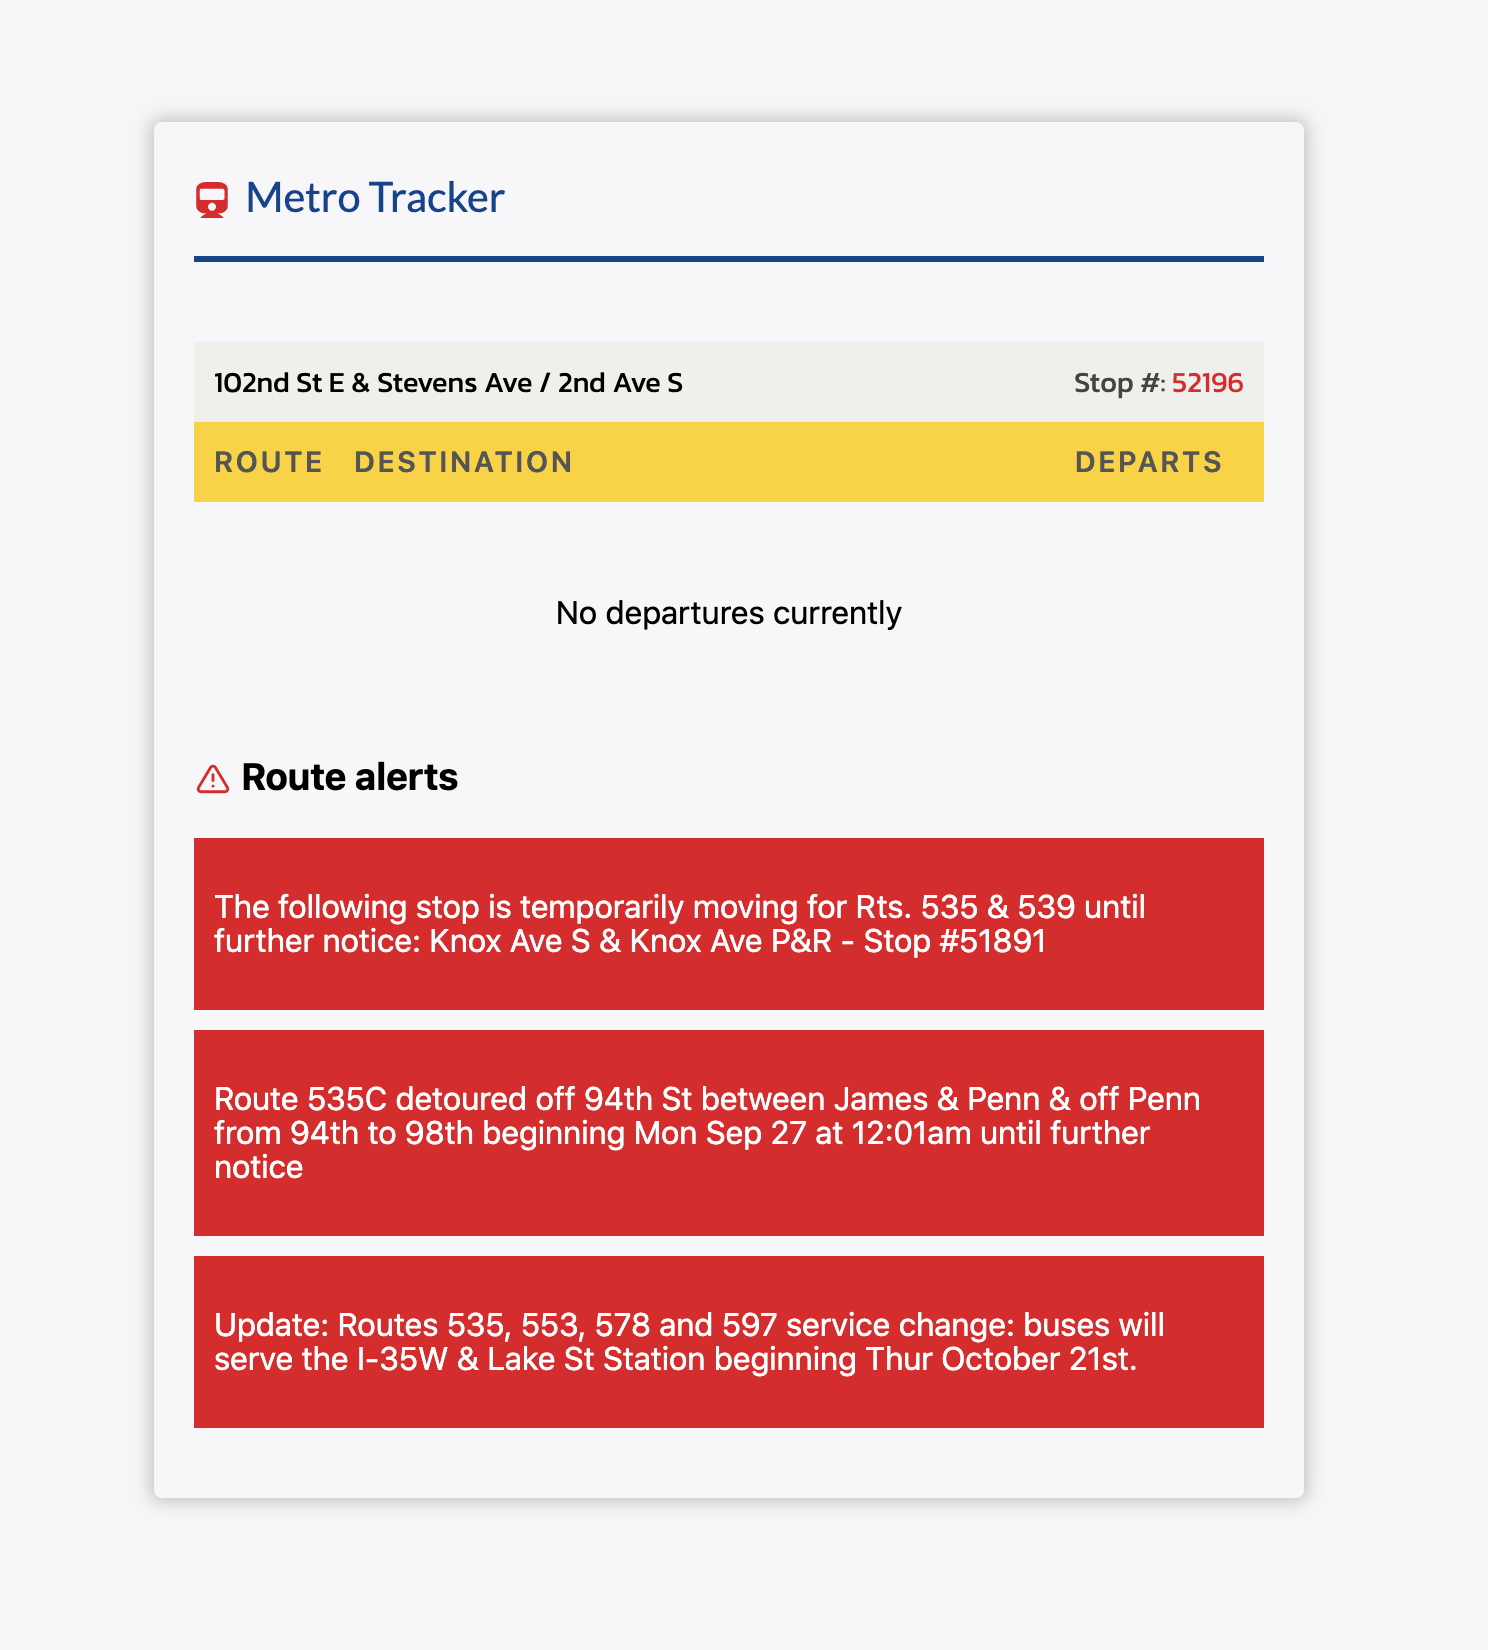 Metro Tracker
102nd St E & Stevens Ave / 2nd Ave S
Stop #: 52196
ROUTE DESTINATION DEPARTS
No departures currently
Route alerts
The following stop is temporarily moving for Rts. 535 & 539 until
further notice: Knox Ave S & Knox Ave P&R - Stop #51891
Route 535C detoured off 94th St between James & Penn & off Penn
from 94th to 98th beginning Mon Sep 27 at 12:01am until further
notice
Update: Routes 535, 553, 578 and 597 service change: buses will
serve the I-35W & Lake St Station beginning Thur October 21st.